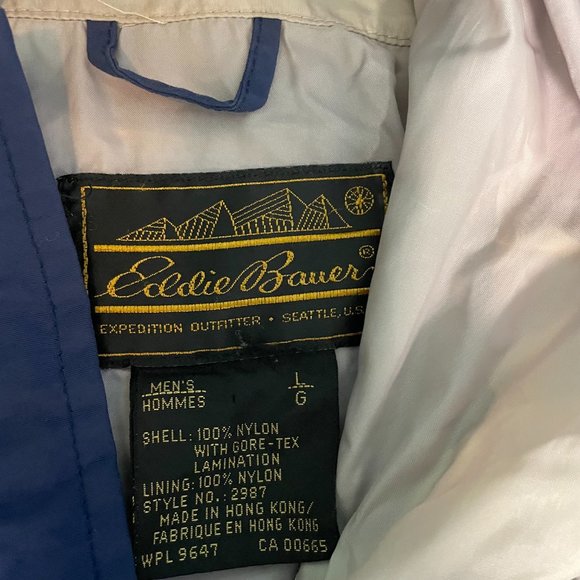 Eddie Bauer®
EXPEDITION OUTFITTER • SEATTLE, U.S.
MEN'S L
HOMMES G
SHELL: 100% NYLON
WITH GORE-TEX
LAMINATION
LINING: 100% NYLON
STYLE NO.: 2987
MADE IN HONG KONG/
FABRIQUE EN HONG KONG
WPL 9647 CA 00665